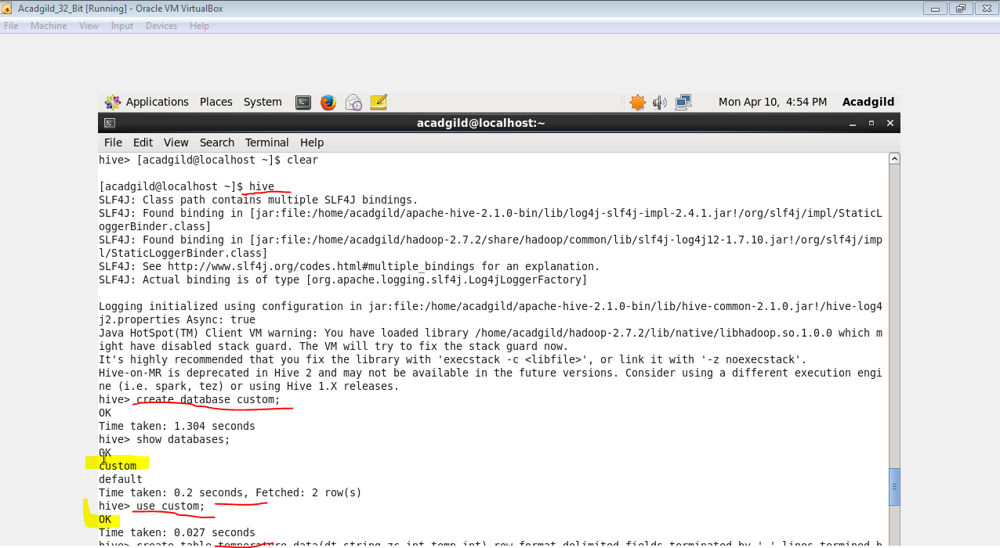 Acadgild_32_Bit [Running] - Oracle VM VirtualBox
File Machine View Input Devices Help
Applications Places System Mon Apr 10, 4:54 PM Acadgild
acadgild@localhost:~
File Edit View Search Terminal Help
hive> [acadgild@localhost ~]$ clear
[acadgild@localhost ~]$ hive
SLF4J: Class path contains multiple SLF4J bindings.
SLF4J: Found binding in [jar:file:/home/acadgild/apache-hive-2.1.0-bin/lib/log4j-slf4j-impl-2.4.1.jar!/org/slf4j/impl/StaticL
oggerBinder.class]
SLF4J: Found binding in [jar:file:/home/acadgild/hadoop-2.7.2/share/hadoop/common/lib/slf4j-log4j12-1.7.10.jar!/org/slf4j/imp
l/StaticLoggerBinder.class]
SLF4J: See http://www.slf4j.org/codes.html#multiple_bindings for an explanation.
SLF4J: Actual binding is of type [org.apache.logging.slf4j.Log4jLoggerFactory]
Logging initialized using configuration in jar:file:/home/acadgild/apache-hive-2.1.0-bin/lib/hive-common-2.1.0.jar!/hive-log4
j2.properties Async: true
Java HotSpot(TM) Client VM warning: You have loaded library /home/acadgild/hadoop-2.7.2/lib/native/libhadoop.so.1.0.0 which m
ight have disabled stack guard. The VM will try to fix the stack guard now.
It's highly recommended that you fix the library with 'execstack -c <libfile>', or link it with '-z noexecstack'.
Hive-on-MR is deprecated in Hive 2 and may not be available in the future versions. Consider using a different execution engi
ne (i.e. spark, tez) or using Hive 1.X releases.
hive> create database custom;
OK
Time taken: 1.304 seconds
hive> show databases;
OK
custom
default
Time taken: 0.2 seconds, Fetched: 2 row(s)
hive> use custom;
OK
Time taken: 0.027 seconds
hive> create table temperature_data(dt string,zc int,temp int) row format delimited fields terminated by ',' lines terminated b